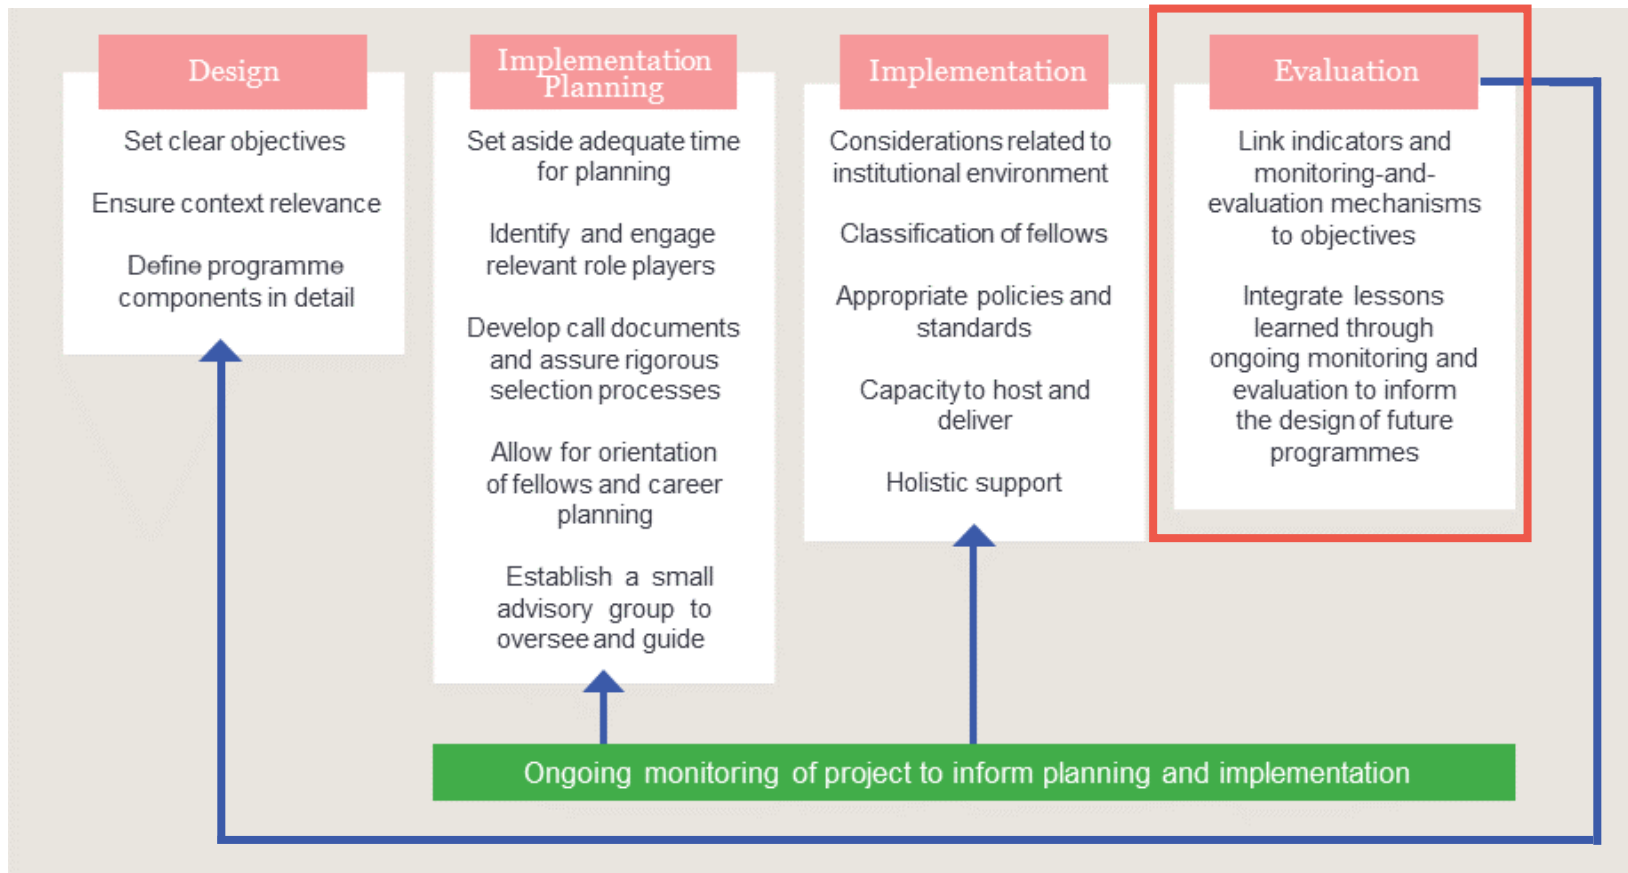 Design
Set clear objectives
Ensure context relevance
Define programme
components in detail
Implementation
Planning
Set aside adequate time
for planning
Identify and engage
relevant role players
Develop call documents
and assure rigorous
selection processes
Allow for orientation
of fellows and career
planning
Establish a small
advisory group to
oversee and guide
Implementation
Considerations related to
institutional environment
Classification of fellows
Appropriate policies and
standards
Capacity to host and
deliver
Holistic support
Evaluation
Link indicators and
monitoring-and-
evaluation mechanisms
to objectives
Integrate lessons
learned through
ongoing monitoring and
evaluation to inform
the design of future
programmes
Ongoing monitoring of project to inform planning and implementation